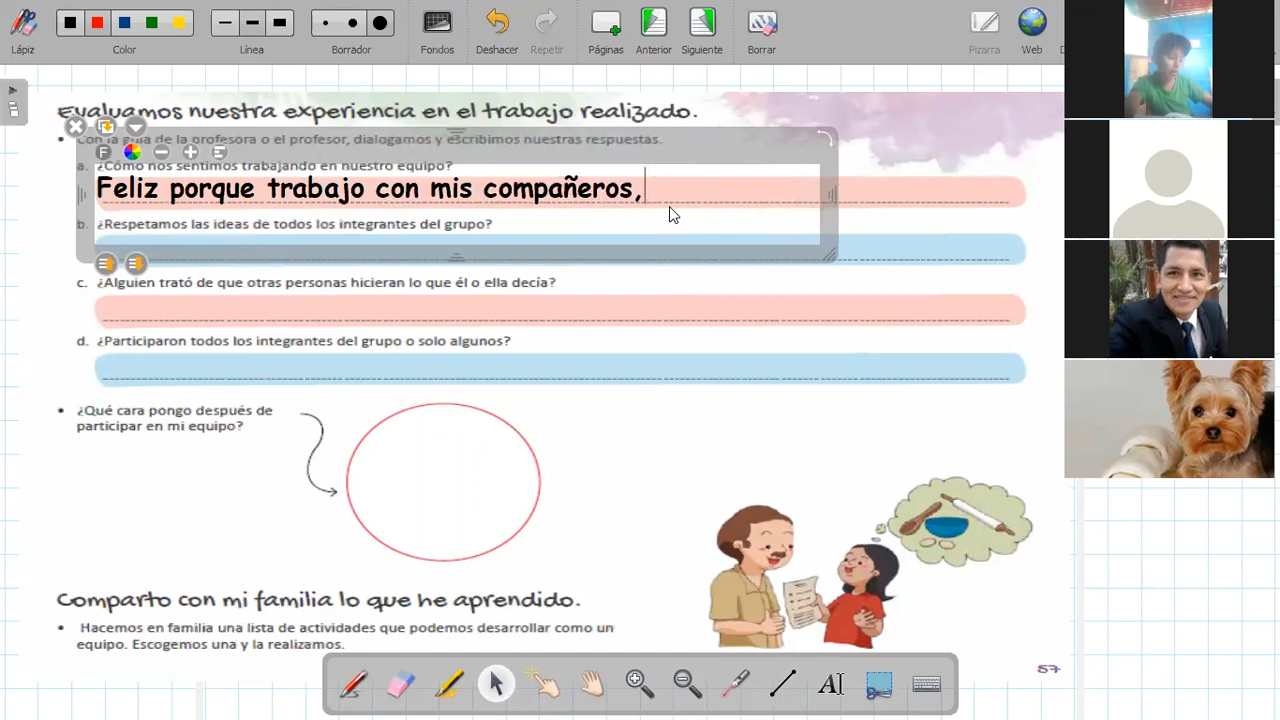 Lápiz Color Línea Borrador Fondos Deshacer Repetir Páginas Anterior Siguiente Borrar Pizarra Web
Evaluamos nuestra experiencia en el trabajo realizado.
• Con la guía de la profesora o el profesor, dialogamos y escribimos nuestras respuestas.
F
a. ¿Cómo nos sentimos trabajando en nuestro equipo?
Feliz porque trabajo con mis compañeros,
b. ¿Respetamos las ideas de todos los integrantes del grupo?
c. ¿Alguien trató de que otras personas hicieran lo que él o ella decía?
d. ¿Participaron todos los integrantes del grupo o solo algunos?
• ¿Qué cara pongo después de
participar en mi equipo?
Comparto con mi familia lo que he aprendido.
• Hacemos en familia una lista de actividades que podemos desarrollar como un
equipo. Escogemos una y la realizamos.
57